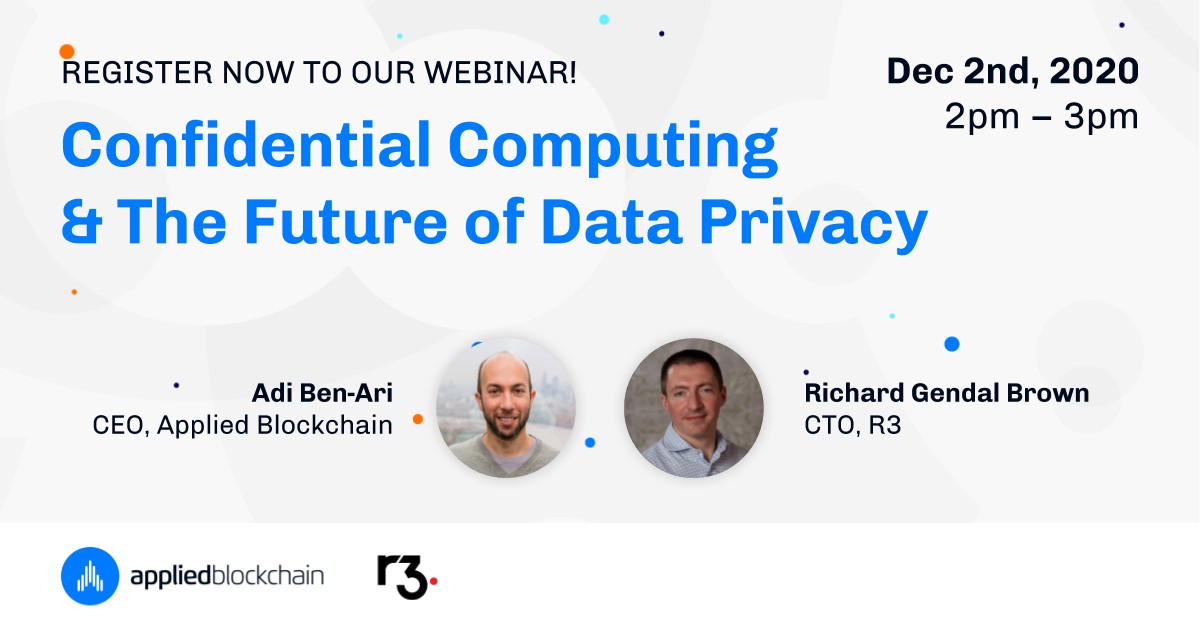 REGISTER NOW TO OUR WEBINAR!
Dec 2nd, 2020
2pm – 3pm
Confidential Computing
& The Future of Data Privacy
Adi Ben-Ari
CEO, Applied Blockchain
Richard Gendal Brown
CTO, R3
appliedblockchain
r3.